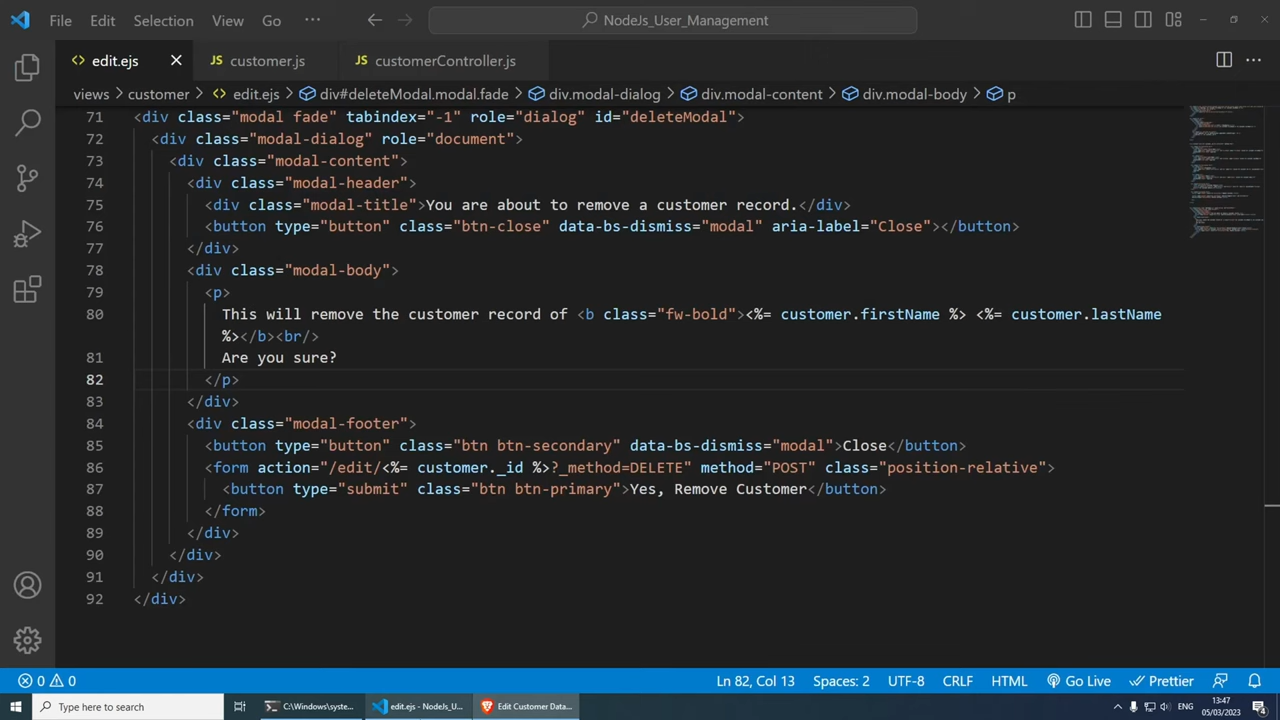 File Edit Selection View Go ··· NodeJs_User_Management
edit.ejs customer.js customerController.js
views > customer > edit.ejs > div#deleteModal.modal.fade > div.modal-dialog > div.modal-content > div.modal-body > p
71 <div class="modal fade" tabindex="-1" role="dialog" id="deleteModal">
72 <div class="modal-dialog" role="document">
73 <div class="modal-content">
74 <div class="modal-header">
75 <div class="modal-title">You are about to remove a customer record.</div>
76 <button type="button" class="btn-close" data-bs-dismiss="modal" aria-label="Close"></button>
77 </div>
78 <div class="modal-body">
79 <p>
80 This will remove the customer record of <b class="fw-bold"><%= customer.firstName %> <%= customer.lastName
%></b><br/>
81 Are you sure?
82 </p>
83 </div>
84 <div class="modal-footer">
85 <button type="button" class="btn btn-secondary" data-bs-dismiss="modal">Close</button>
86 <form action="/edit/<%= customer._id %>?_method=DELETE" method="POST" class="position-relative">
87 <button type="submit" class="btn btn-primary">Yes, Remove Customer</button>
88 </form>
89 </div>
90 </div>
91 </div>
92 </div>
0 0 Ln 82, Col 13 Spaces: 2 UTF-8 CRLF HTML Go Live Prettier
Type here to search C:\Windows\syste... edit.ejs - NodeJs_U... Edit Customer Data... ENG 13:47
05/03/2023 4